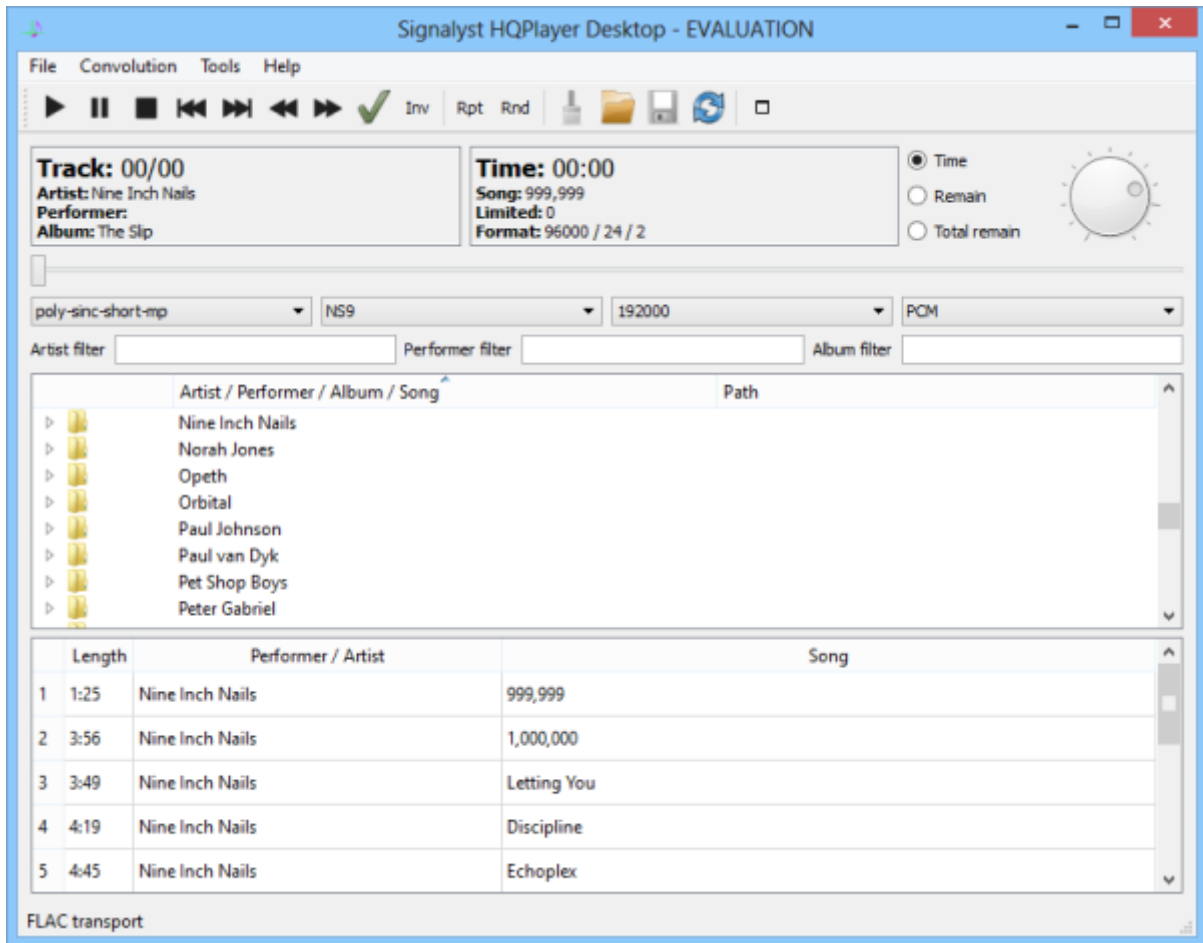 Signalyst HQPlayer Desktop - EVALUATION
File Convolution Tools Help
Inv Rpt Rnd
Track: 00/00
Artist: Nine Inch Nails
Performer:
Album: The Slip
Time: 00:00
Song: 999,999
Limited: 0
Format: 96000 / 24 / 2
Time
Remain
Total remain
poly-sinc-short-mp NS9 192000 PCM
Artist filter Performer filter Album filter
Artist / Performer / Album / Song Path
Nine Inch Nails
Norah Jones
Opeth
Orbital
Paul Johnson
Paul van Dyk
Pet Shop Boys
Peter Gabriel
Length Performer / Artist Song
1 1:25 Nine Inch Nails 999,999
2 3:56 Nine Inch Nails 1,000,000
3 3:49 Nine Inch Nails Letting You
4 4:19 Nine Inch Nails Discipline
5 4:45 Nine Inch Nails Echoplex
FLAC transport